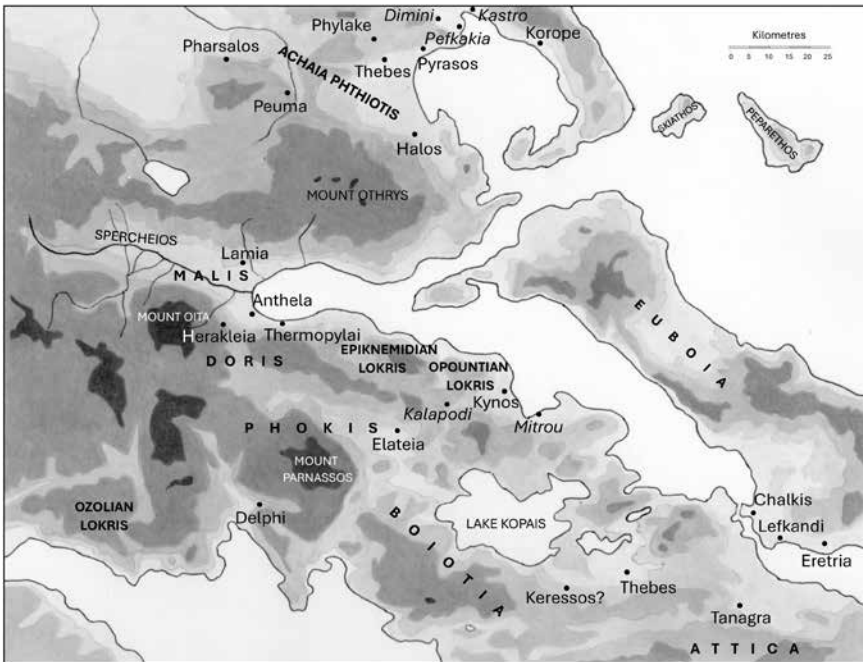 Dimini
Kastro
Phylake
Pefkakia
Korope
Kilometres
Pharsalos
0 5 10 15 20 25
Thebes
Pyrasos
ACHAIA PHTHIOTIS
Peuma
SKIATHOS
PEPARETHOS
Halos
MOUNT OTHRYS
SPERCHEIOS
Lamia
MALIS
Anthela
MOUNT OITA
Herakleia
Thermopylai
EUBOIA
DORIS
EPIKNEMIDIAN
LOKRIS
OPOUNTIAN
LOKRIS
Kynos
Kalapodi
Mitrou
PHOKIS
Elateia
MOUNT
PARNASSOS
OZOLIAN
LOKRIS
Delphi
BOIOTIA
LAKE KOPAIS
Chalkis
Lefkandi
Eretria
Thebes
Keressos?
Tanagra
ATTICA